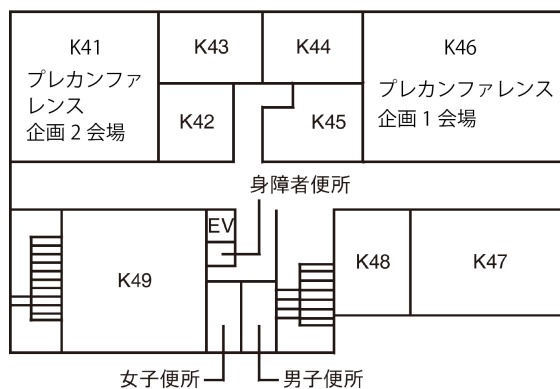 K41
プレカンファ
レンス
企画2会場
K43
K44
K46
プレカンファレンス
企画1会場
K42
K45
身障者便所
EV
K49
K48
K47
女子便所
男子便所